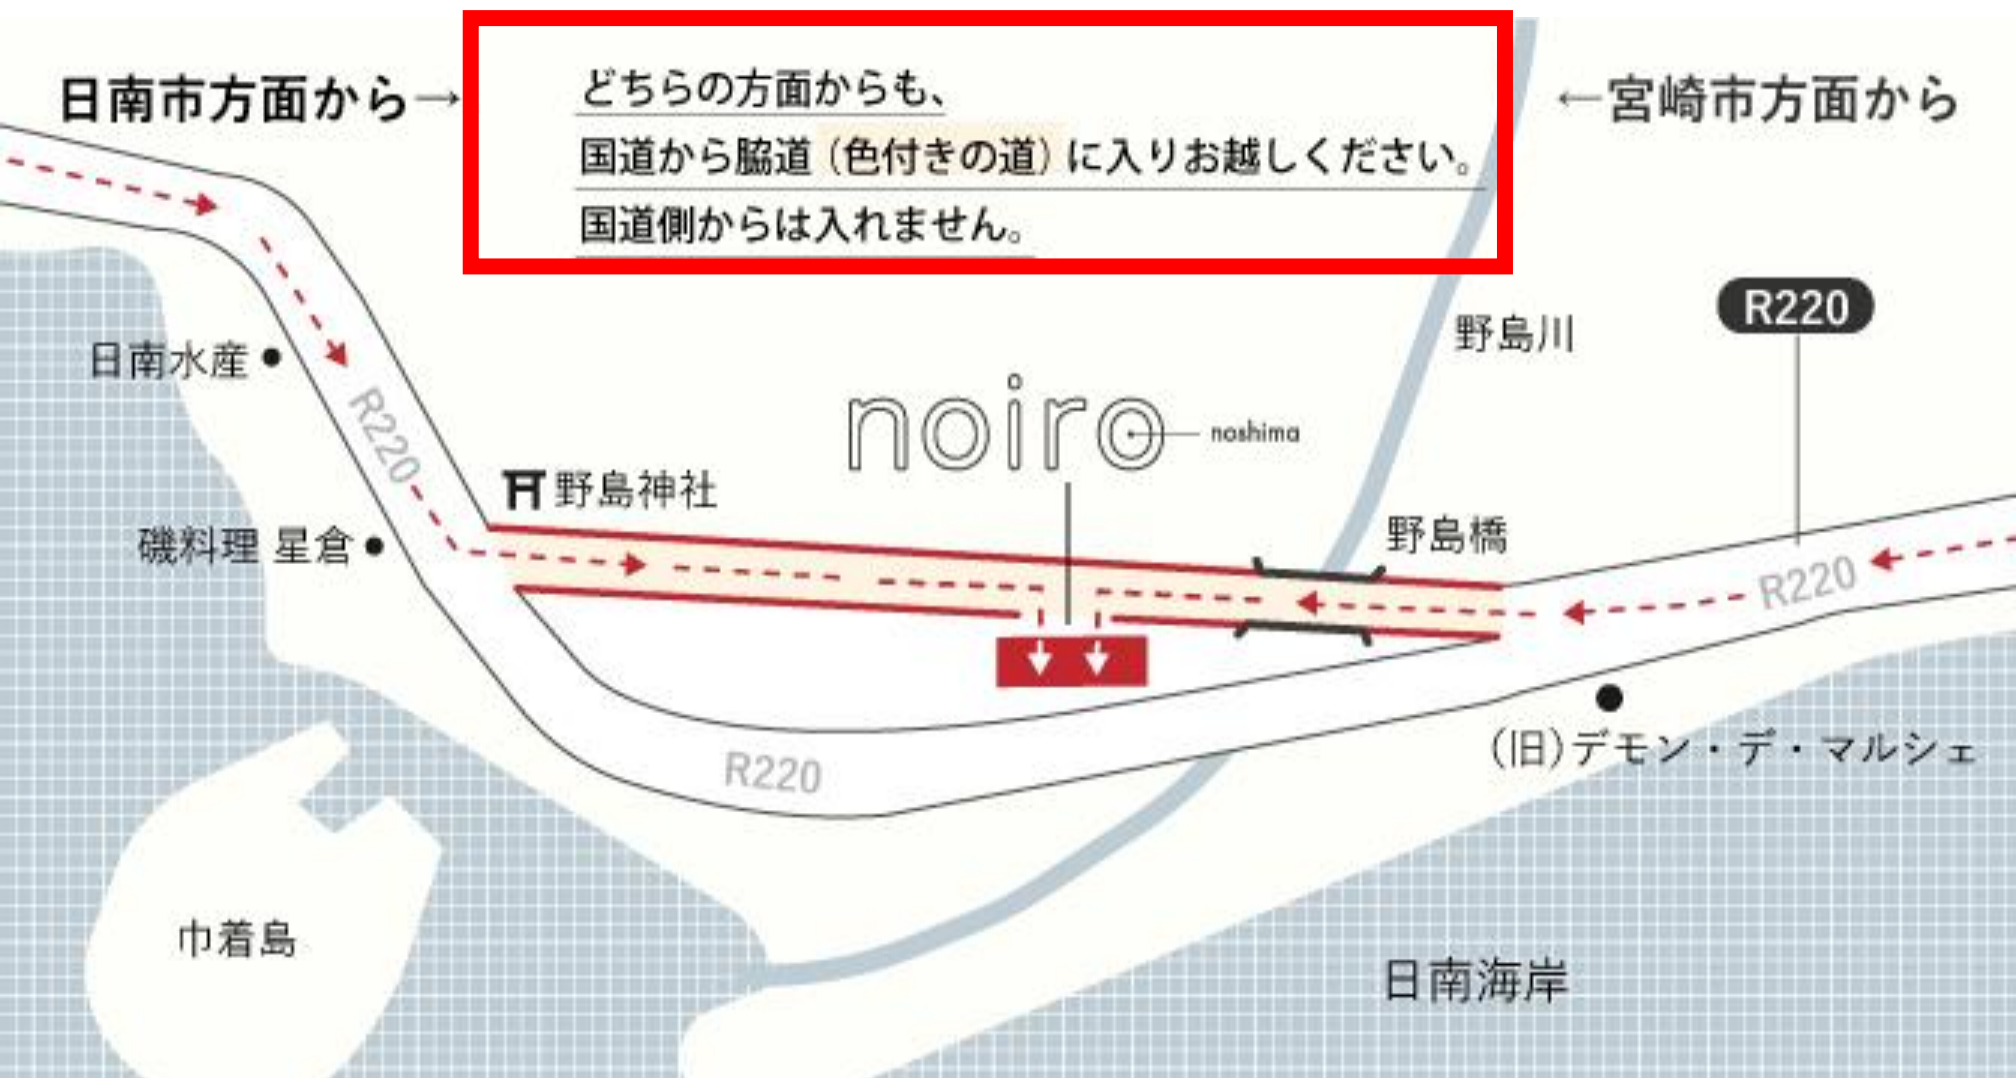 日南市方面から→
どちらの方面からも、
国道から脇道（色付きの道）に入りお越しください。
国道側からは入れません。
←宮崎市方面から
R220
野島川
日南水産
R220
noiro
noshima
野島神社
野島橋
磯料理 星倉
R220
(旧)デモン・デ・マルシェ
R220
巾着島
日南海岸